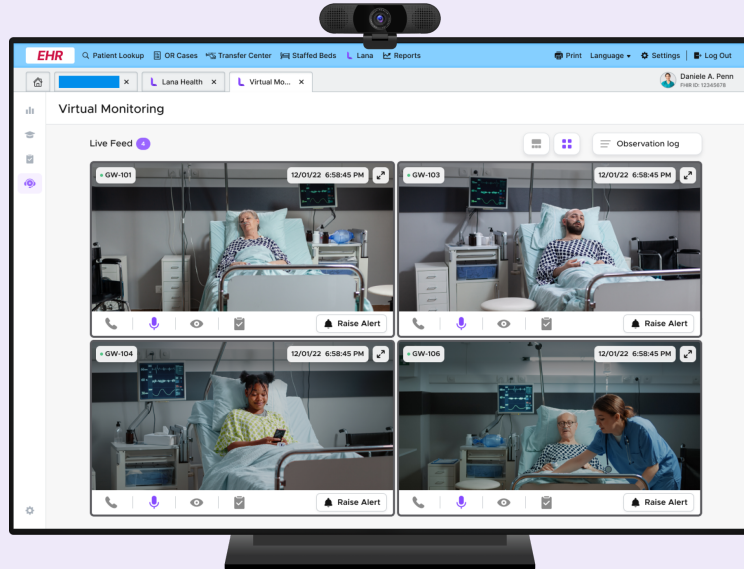 EHR Patient Lookup OR Cases Transfer Center Staffed Beds Lana Reports Print Language Settings Log Out
Lana Health Virtual Mo... Daniele A. Penn
FHIR ID: 12345678
Virtual Monitoring
Live Feed 4 Observation log
GW-101 12/01/22 6:58:45 PM GW-103 12/01/22 6:58:45 PM
Raise Alert Raise Alert
GW-104 12/01/22 6:58:45 PM GW-106 12/01/22 6:58:45 PM
Raise Alert Raise Alert